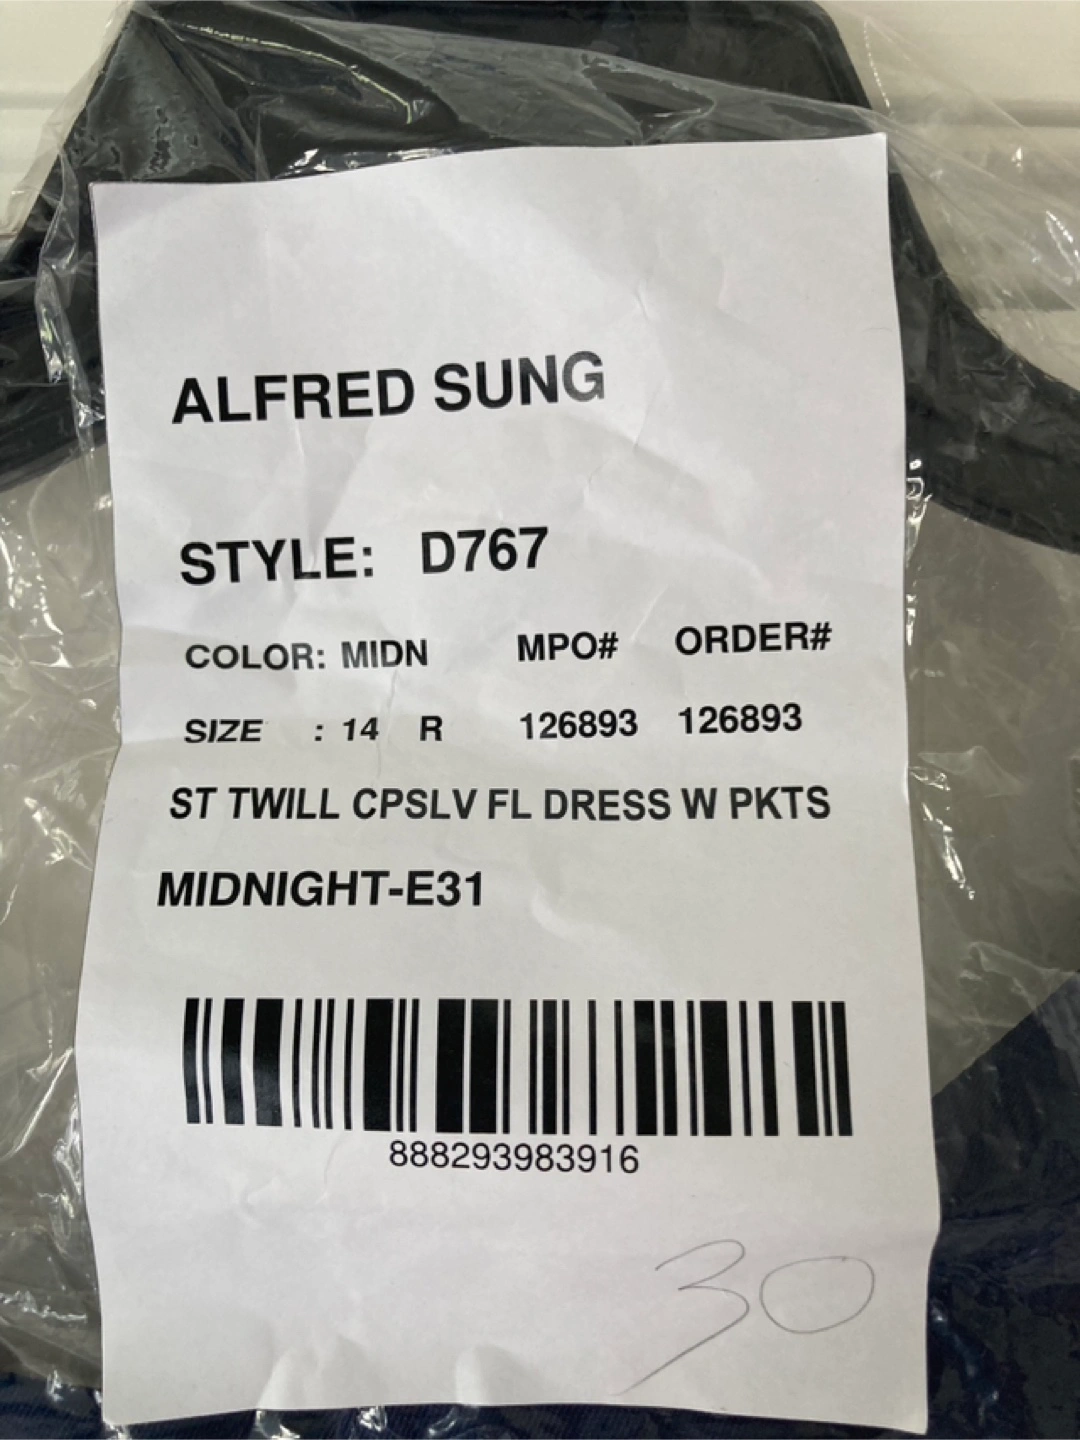 ALFRED SUNG
STYLE: D767
COLOR: MIDN MPO# ORDER#
SIZE : 14 R 126893 126893
ST TWILL CPSLV FL DRESS W PKTS
MIDNIGHT-E31
888293983916
30